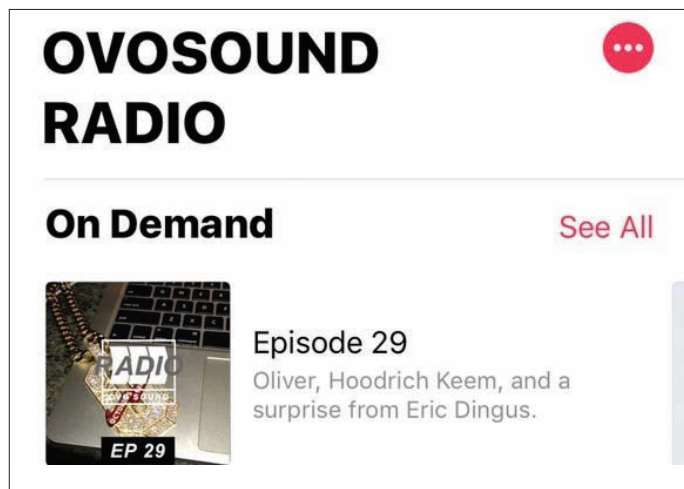 OVOSOUND
RADIO
On Demand
See All
RADIO
OVO SOUND
EP 29
Episode 29
Oliver, Hoodrich Keem, and a
surprise from Eric Dingus.